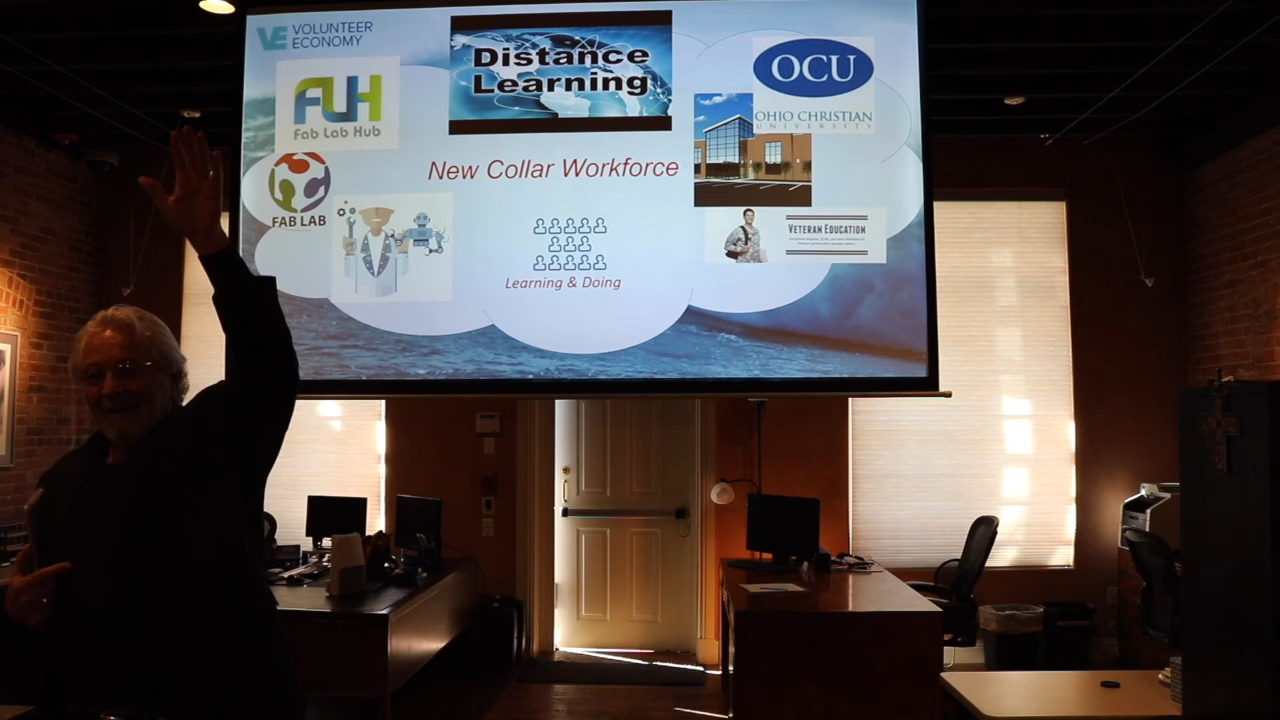 VE VOLUNTEER
ECONOMY
Distance
Learning
OCU
OHIO CHRISTIAN
UNIVERSITY
FLH
Fab Lab Hub
FAB LAB
New Collar Workforce
VETERAN EDUCATION
Learning & Doing